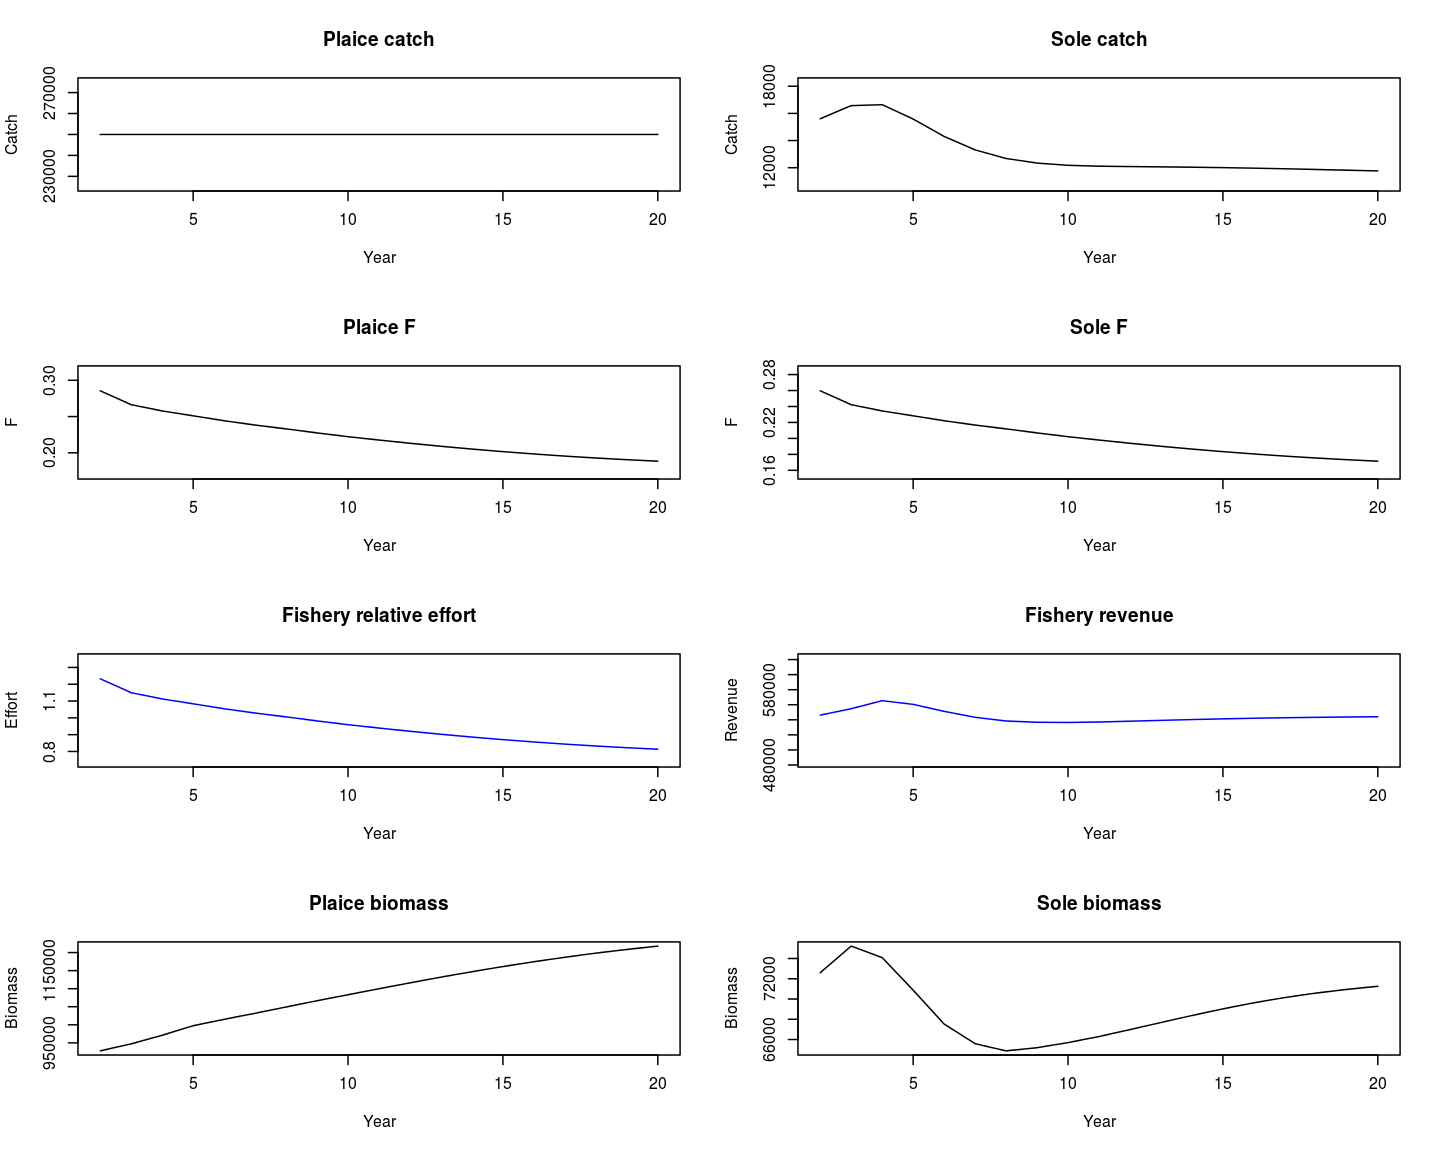 Plaice catch
Catch
270000
230000
5 10 15 20
Year
Sole catch
Catch
18000
12000
5 10 15 20
Year
Plaice F
F
0.30
0.20
5 10 15 20
Year
Sole F
F
0.28
0.22
0.16
5 10 15 20
Year
Fishery relative effort
Effort
1.1
0.8
5 10 15 20
Year
Fishery revenue
Revenue
580000
480000
5 10 15 20
Year
Plaice biomass
Biomass
1150000
950000
5 10 15 20
Year
Sole biomass
Biomass
72000
66000
5 10 15 20
Year